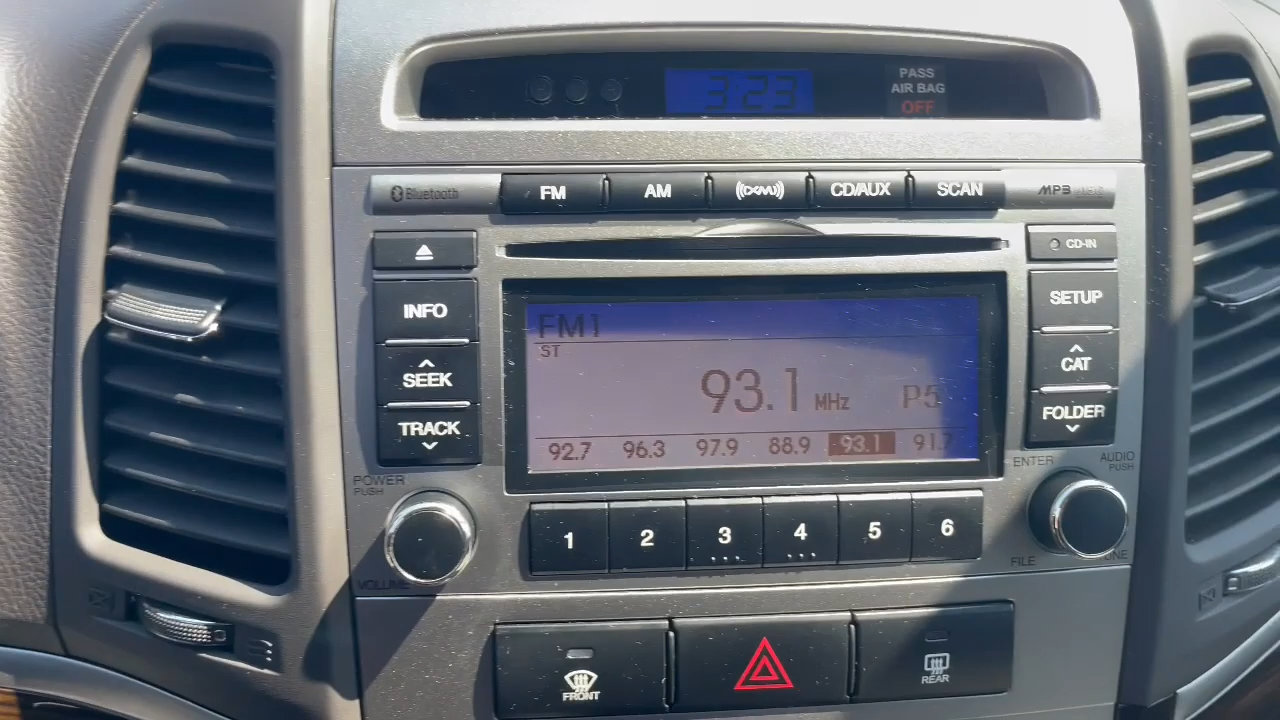 3:23
PASS
AIR BAG
OFF
Bluetooth
FM
AM
((XM))
CD/AUX
SCAN
MP3
CD-IN
INFO
SETUP
SEEK
CAT
TRACK
FOLDER
FM1
ST
93.1 MHz P5
92.7 96.3 97.9 88.9 93.1 91.7
POWER
PUSH
VOLUME
ENTER
AUDIO
PUSH
FILE
1
2
3
4
5
6
FRONT
REAR